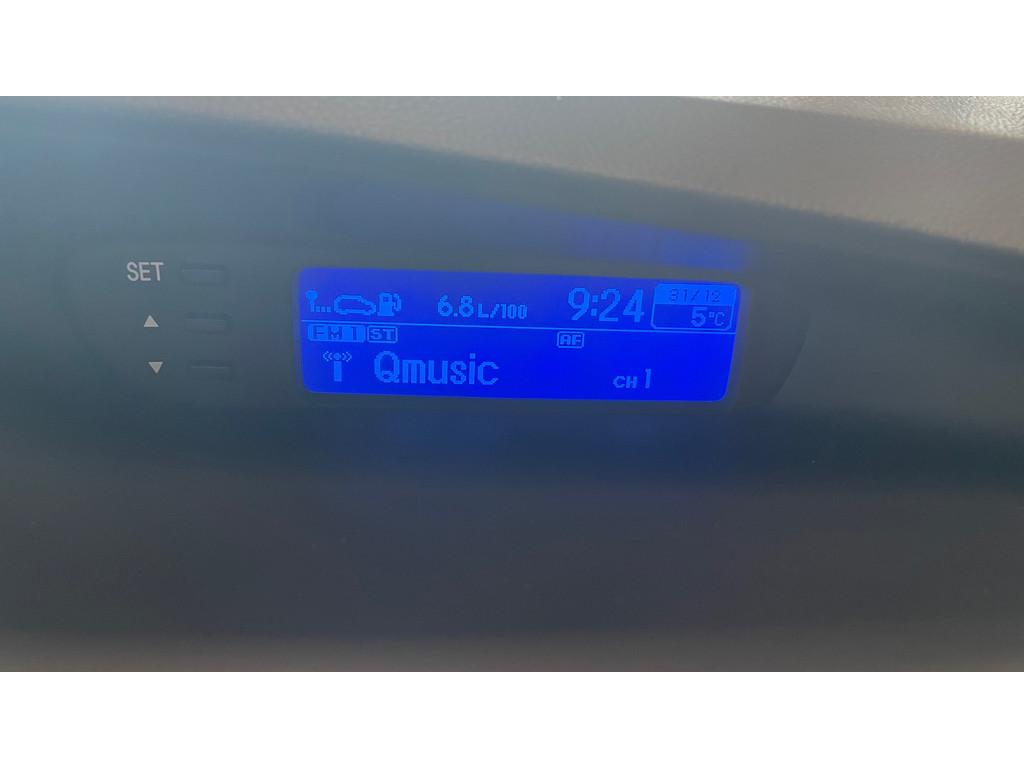 SET
6.8 L/100 9:24 31/12
5°C
FM1 ST AF
Qmusic CH 1